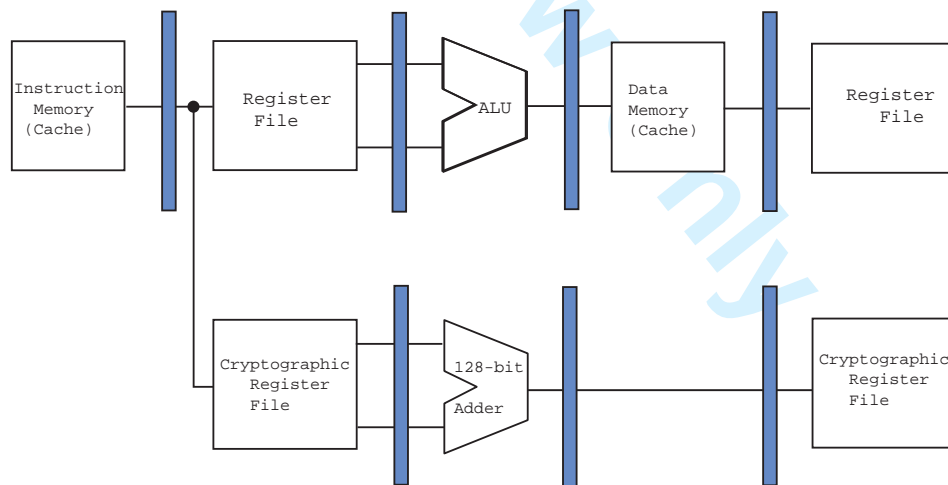 Instruction
Memory
(Cache)
Register
File
ALU
Data
Memory
(Cache)
Register
File
Cryptographic
Register
File
128-bit
Adder
Cryptographic
Register
File
w
nly